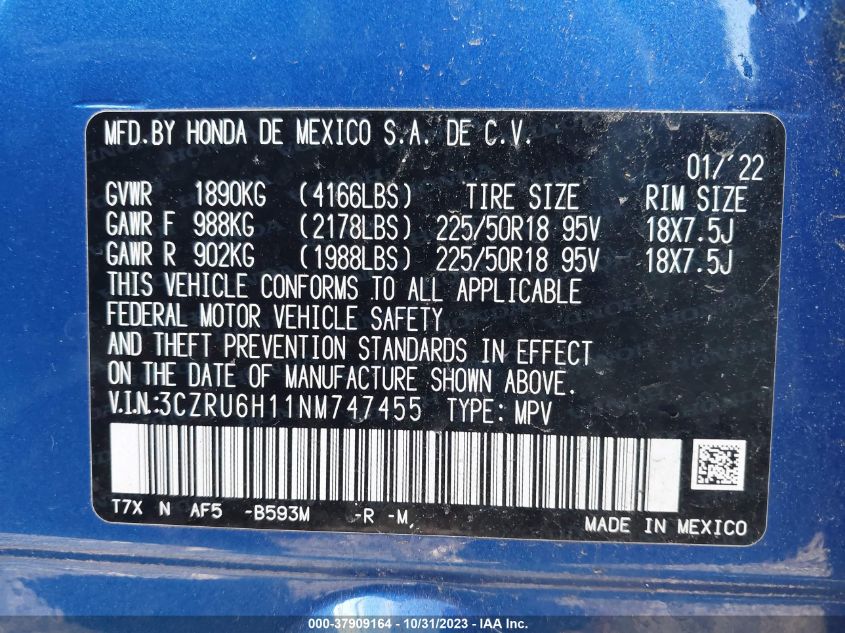 MFD.BY HONDA DE MEXICO S.A. DE C.V.
01/'22
GVWR 1890KG (4166LBS) TIRE SIZE RIM SIZE
GAWR F 988KG (2178LBS) 225/50R18 95V 18X7.5J
GAWR R 902KG (1988LBS) 225/50R18 95V 18X7.5J
THIS VEHICLE CONFORMS TO ALL APPLICABLE
FEDERAL MOTOR VEHICLE SAFETY
AND THEFT PREVENTION STANDARDS IN EFFECT
ON THE DATE OF MANUFACTURE SHOWN ABOVE.
V.I.N.:3CZRU6H11NM747455 TYPE: MPV
T7X N AF5 -B593M -R -M,
MADE IN MEXICO
000-37909164 - 10/31/2023 - IAA Inc.